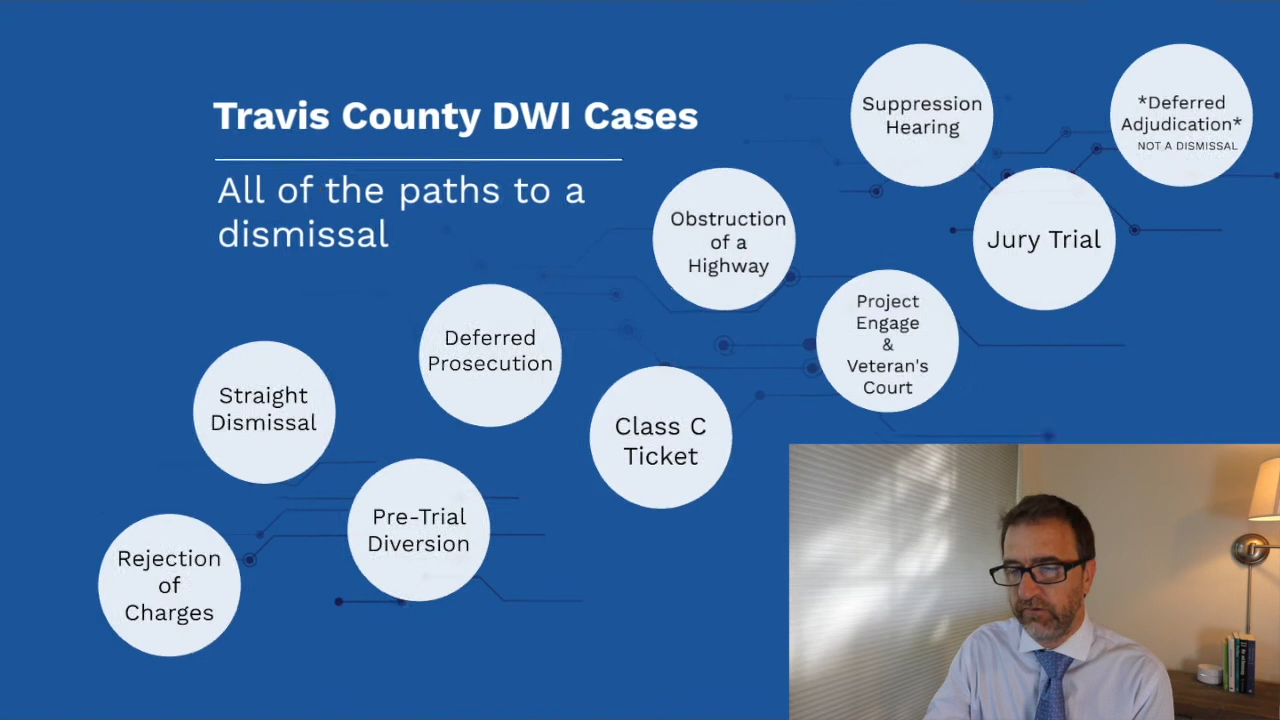 Travis County DWI Cases
All of the paths to a
dismissal
Rejection
of
Charges
Straight
Dismissal
Pre-Trial
Diversion
Deferred
Prosecution
Class C
Ticket
Obstruction
of a
Highway
Project
Engage
&
Veteran's
Court
Suppression
Hearing
Jury Trial
*Deferred
Adjudication*
NOT A DISMISSAL